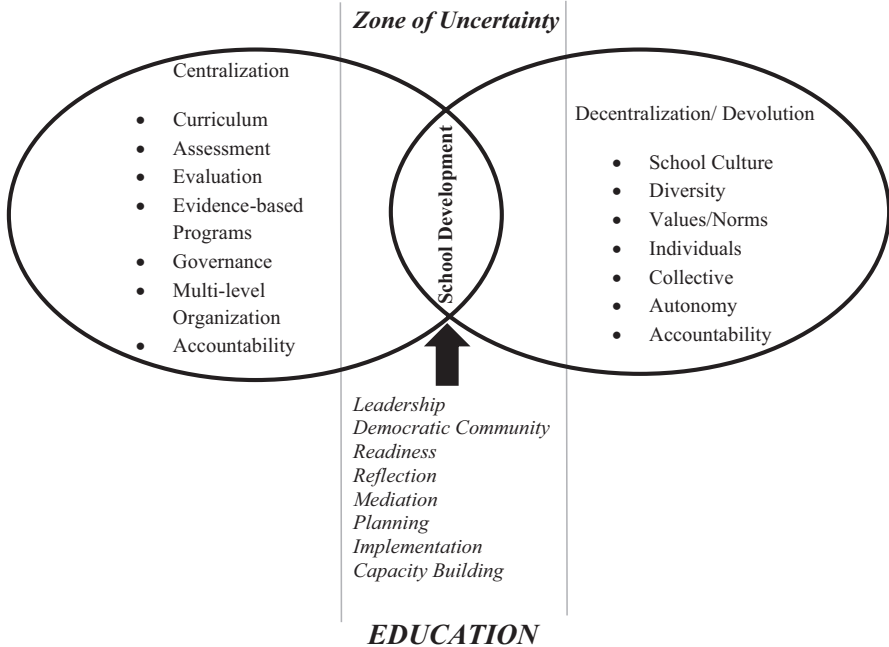 Zone of Uncertainty
Centralization
• Curriculum
• Assessment
• Evaluation
• Evidence-based
Programs
• Governance
• Multi-level
Organization
• Accountability
School Development
Decentralization/ Devolution
• School Culture
• Diversity
• Values/Norms
• Individuals
• Collective
• Autonomy
• Accountability
Leadership
Democratic Community
Readiness
Reflection
Mediation
Planning
Implementation
Capacity Building
EDUCATION